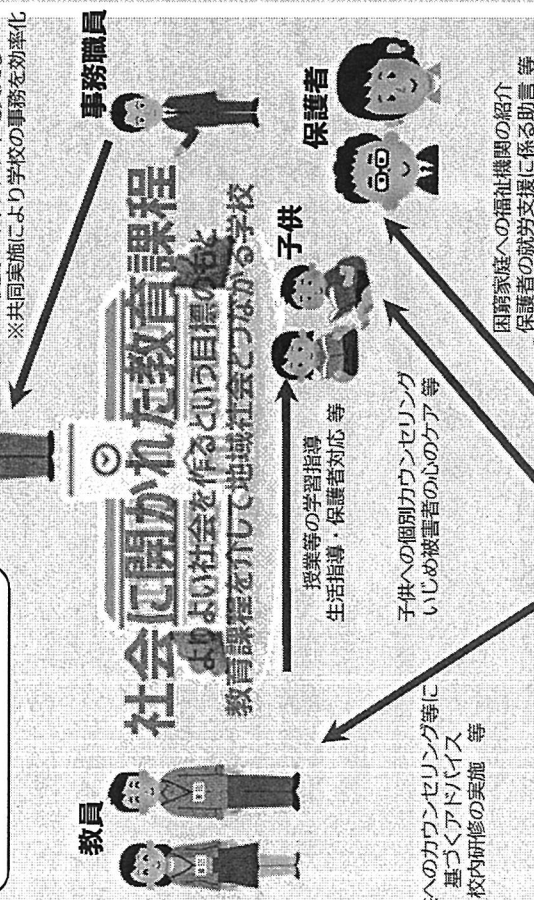 ※共同実施により学校の事務を効率化
事務職員
社会に開かれた教育課程
よりよい社会を作るという目標の
教育課程を介して地域社会とつながる学校
教員
子供
保護者
授業等の学習指導
生活指導・保護者対応 等
子供への個別カウンセリング
いじめ被害者の心のケア 等
困窮家庭への福祉機関の紹介
保護者の就労支援に係る助言 等
へのカウンセリング等に
基づくアドバイス
校内研修の実施 等